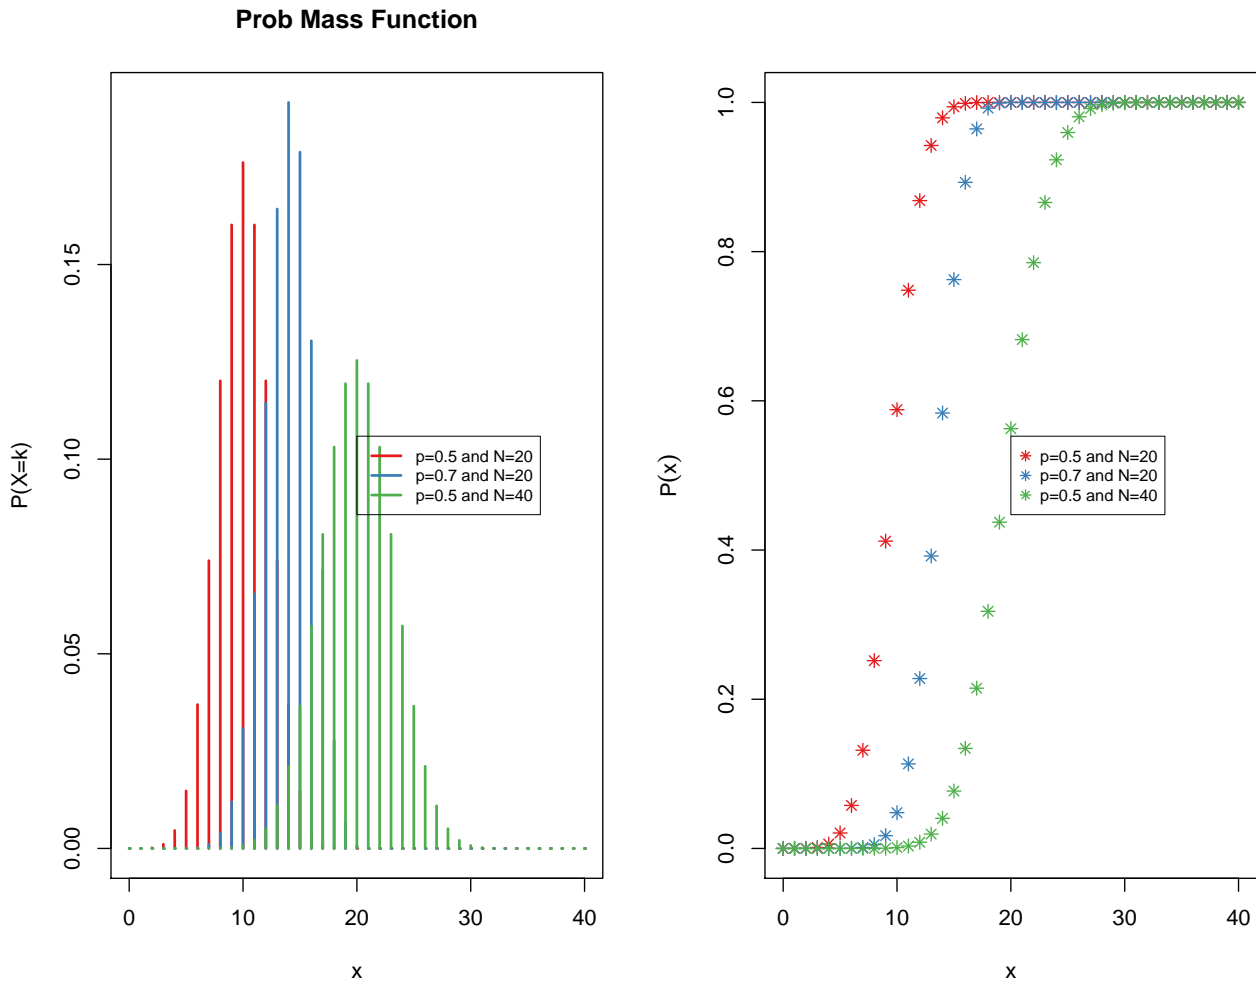 Prob Mass Function
P(X=k)
0.00
0.05
0.10
0.15
0 10 20 30 40
x
p=0.5 and N=20
p=0.7 and N=20
p=0.5 and N=40
P(x)
0.0
0.2
0.4
0.6
0.8
1.0
0 10 20 30 40
x
p=0.5 and N=20
p=0.7 and N=20
p=0.5 and N=40